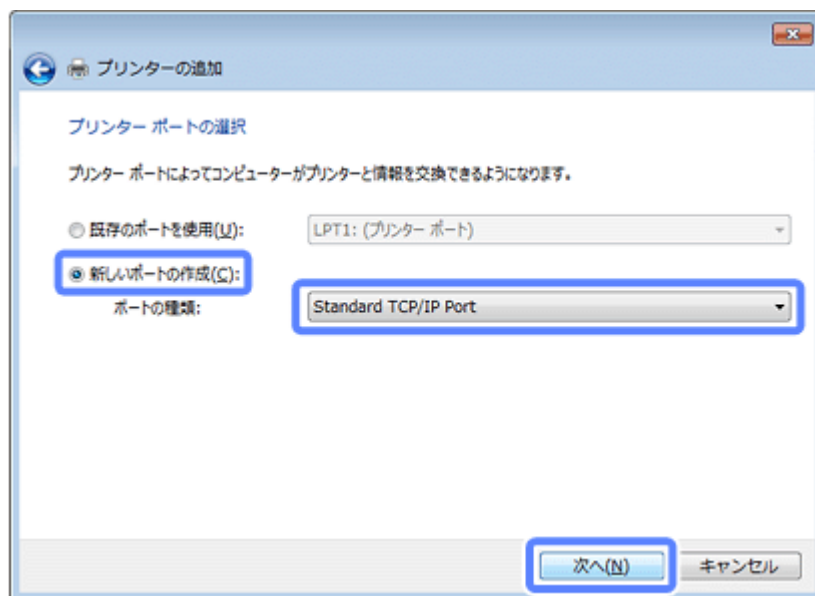 プリンターの追加
プリンター ポートの選択
プリンター ポートによってコンピューターがプリンターと情報を交換できるようになります。
既存のポートを使用(U): LPT1: (プリンター ポート)
新しいポートの作成(C):
ポートの種類: Standard TCP/IP Port
次へ(N) キャンセル